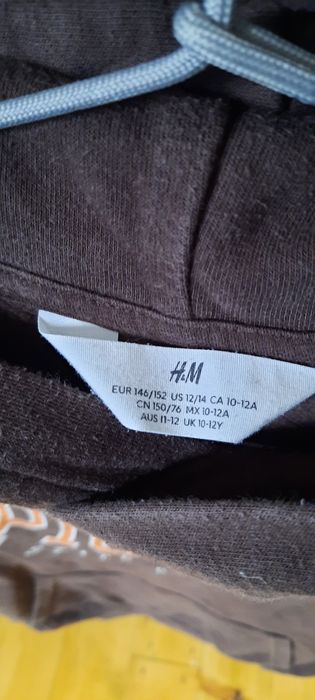 H&M
EUR 146/152 US 12/14 CA 10-12A
CN 150/76 MX 10-12A
AUS 11-12 UK 10-12Y